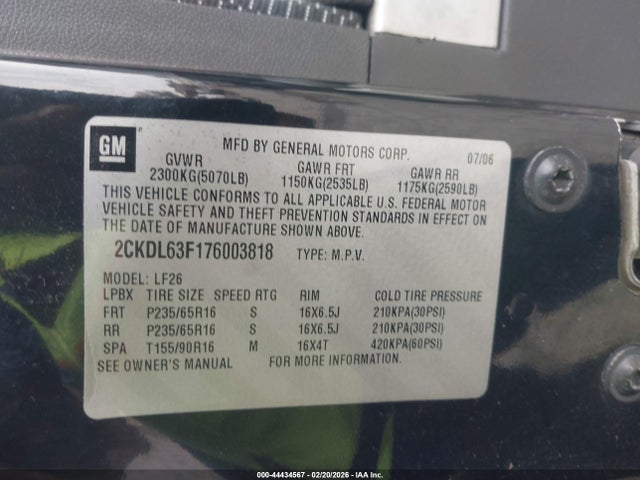 GM
MFD BY GENERAL MOTORS CORP. 07/06
GVWR GAWR FRT GAWR RR
2300KG(5070LB) 1150KG(2535LB) 1175KG(2590LB)
THIS VEHICLE CONFORMS TO ALL APPLICABLE U.S. FEDERAL MOTOR
VEHICLE SAFETY AND THEFT PREVENTION STANDARDS IN EFFECT ON
THE DATE OF MANUFACTURE SHOWN ABOVE.
2CKDL63F176003818 TYPE: M.P.V.
MODEL: LF26
LPBX TIRE SIZE SPEED RTG RIM COLD TIRE PRESSURE
FRT P235/65R16 S 16X6.5J 210KPA(30PSI)
RR P235/65R16 S 16X6.5J 210KPA(30PSI)
SPA T155/90R16 M 16X4T 420KPA(60PSI)
SEE OWNER'S MANUAL FOR MORE INFORMATION.
000-44434567 - 02/20/2026 - IAA Inc.